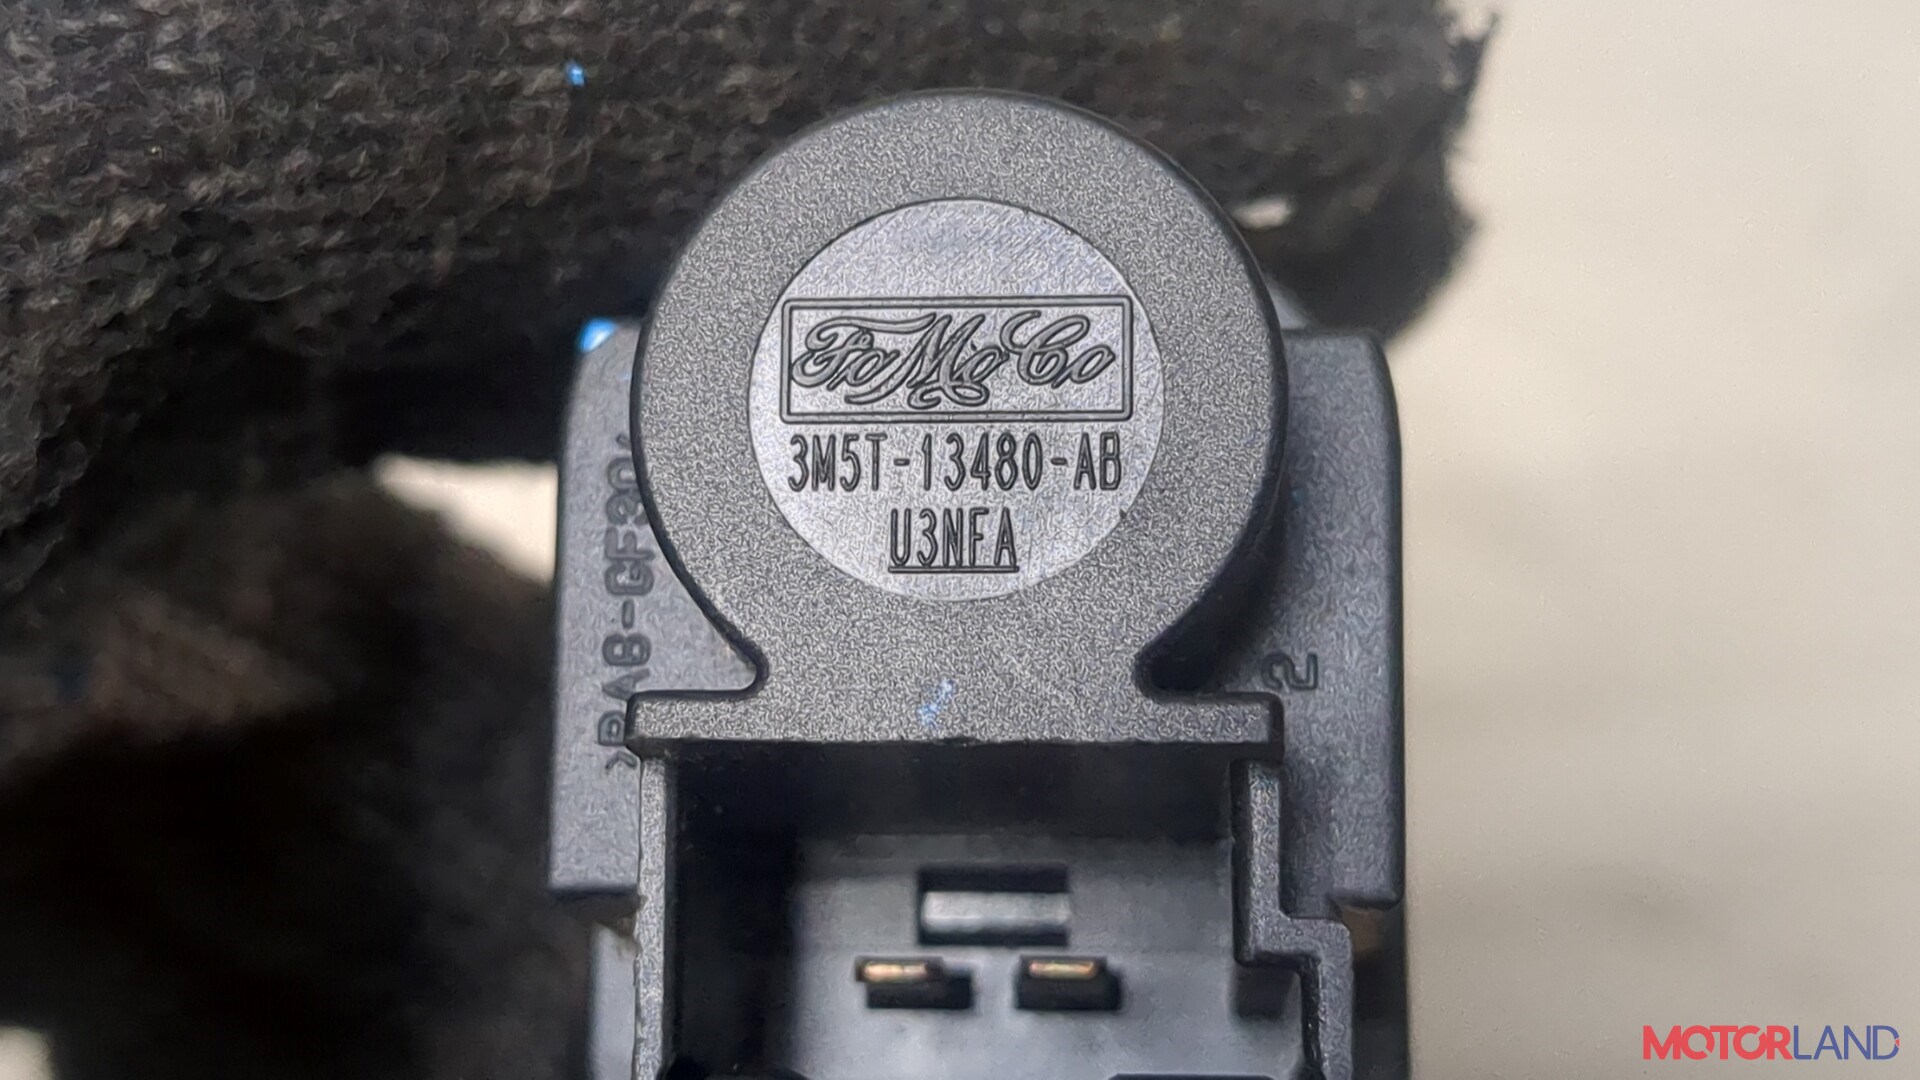 FoMoCo
3M5T-13480-AB
U3NFA
2
MOTORLAND